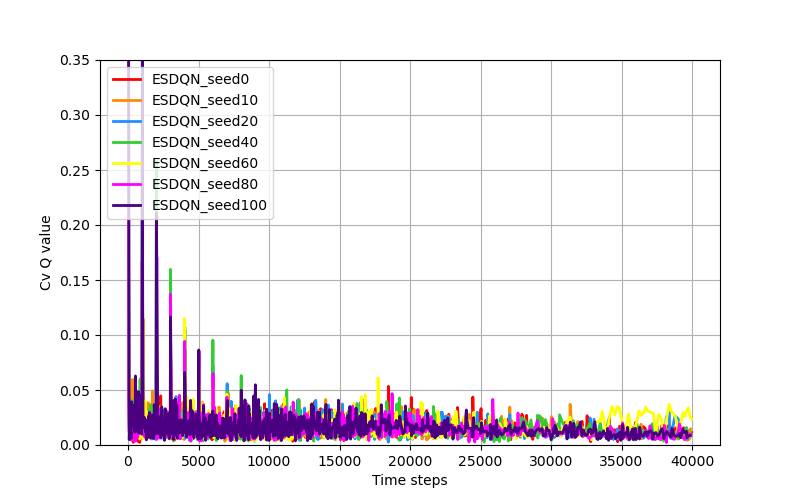 0.35
0.30
0.25
0.20
0.15
0.10
0.05
0.00
Cv Q value
ESDQN_seed0
ESDQN_seed10
ESDQN_seed20
ESDQN_seed40
ESDQN_seed60
ESDQN_seed80
ESDQN_seed100
0 5000 10000 15000 20000 25000 30000 35000 40000
Time steps